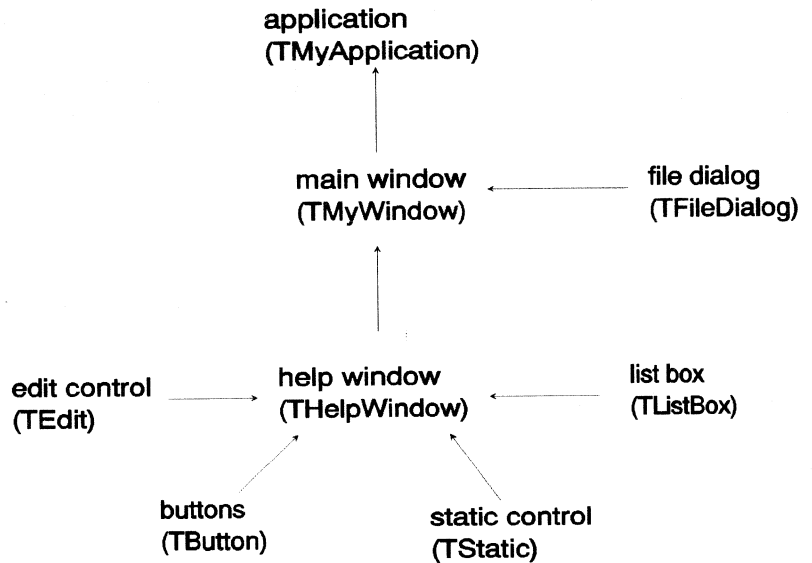 application
(TMyApplication)
main window
(TMyWindow)
file dialog
(TFileDialog)
help window
(THelpWindow)
edit control
(TEdit)
list box
(TListBox)
buttons
(TButton)
static control
(TStatic)